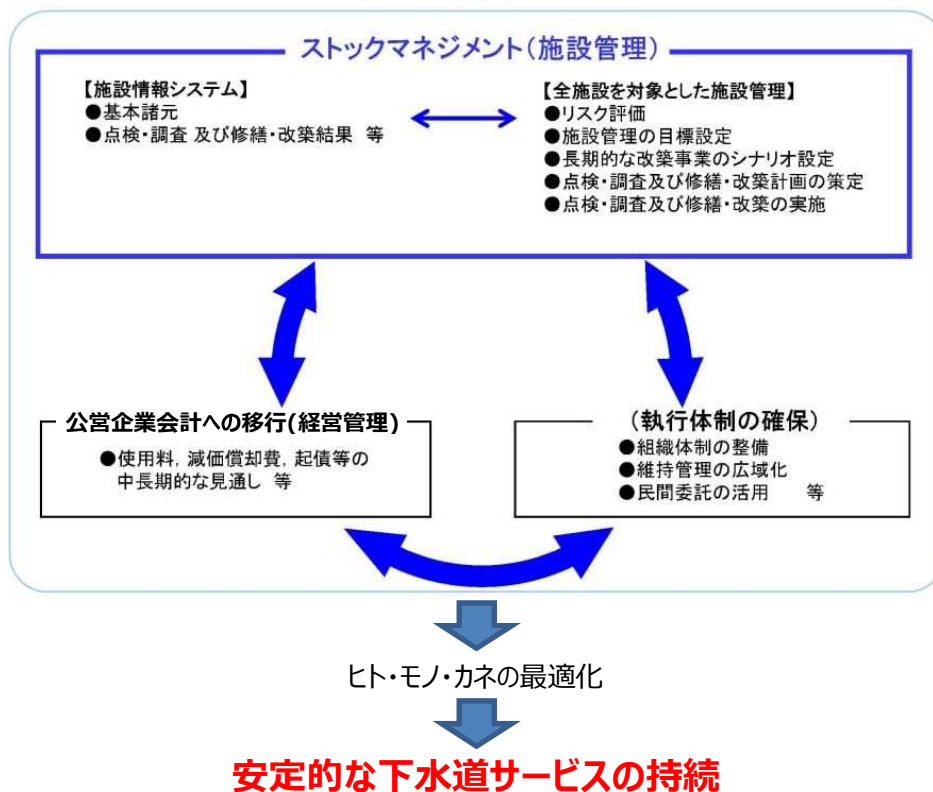 ストックマネジメント(施設管理)
【施設情報システム】
●基本諸元
●点検・調査 及び修繕・改築結果 等
【全施設を対象とした施設管理】
●リスク評価
●施設管理の目標設定
●長期的な改築事業のシナリオ設定
●点検・調査及び修繕・改築計画の策定
●点検・調査及び修繕・改築の実施
公営企業会計への移行(経営管理)
●使用料, 減価償却費, 起債等の
中長期的な見通し 等
(執行体制の確保)
●組織体制の整備
●維持管理の広域化
●民間委託の活用 等
ヒト・モノ・カネの最適化
安定的な下水道サービスの持続